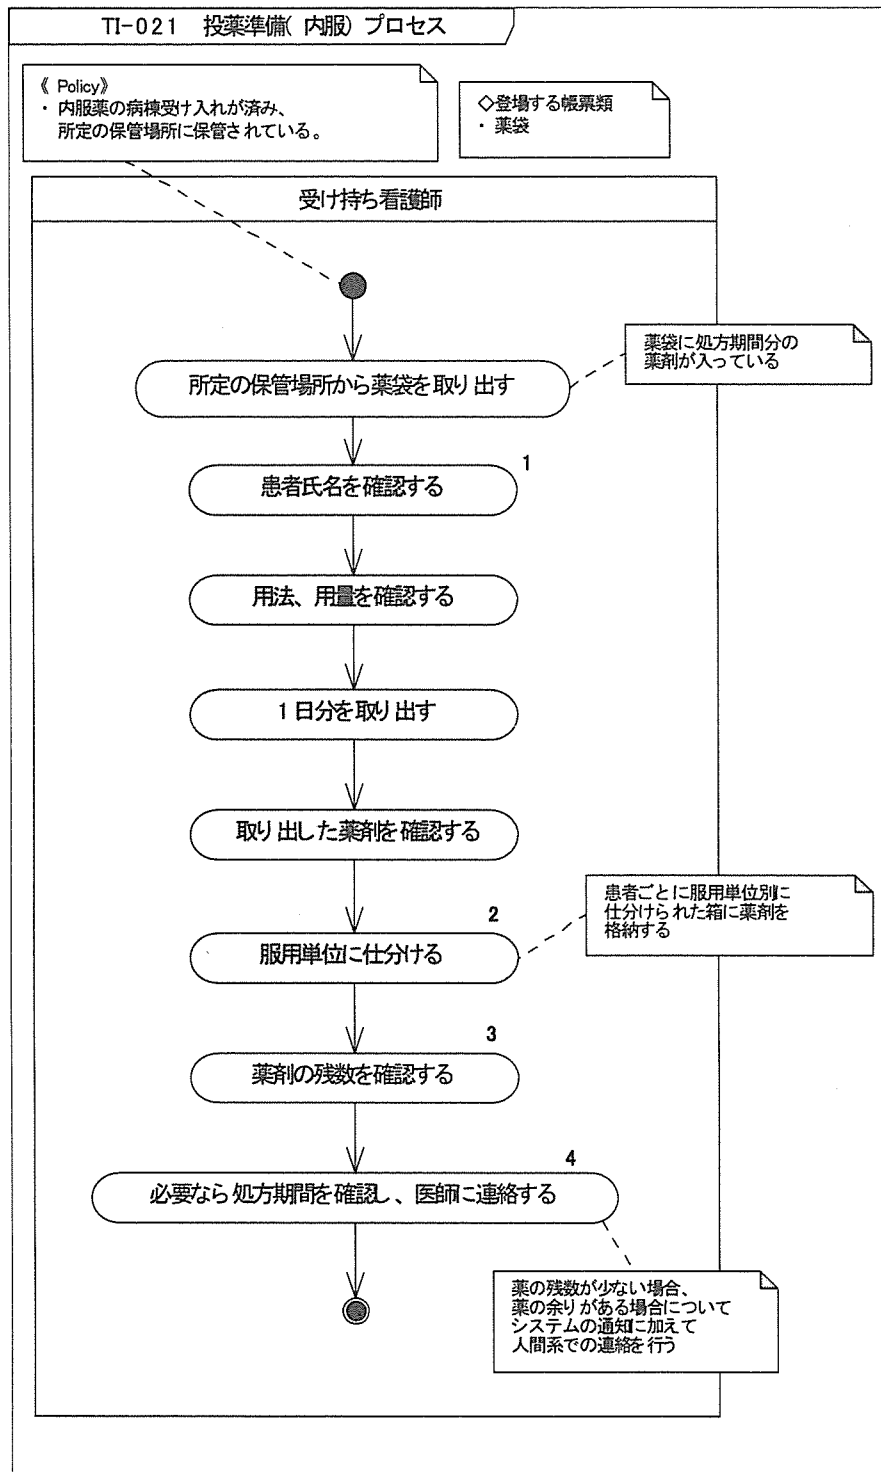 TI-021 投薬準備(内服) プロセス
《 Policy》
・ 内服薬の病棟受け入れが済み、
所定の保管場所に保管されている。
◇登場する帳票類
・ 薬袋
受け持ち看護師
薬袋に処方期間分の
薬剤が入っている
所定の保管場所から薬袋を取り出す
1
患者氏名を確認する
用法、用量を確認する
1日分を取り出す
取り出した薬剤を確認する
患者ごとに服用単位別に
仕分けられた箱に薬剤を
格納する
2
服用単位に仕分ける
3
薬剤の残数を確認する
4
必要なら処方期間を確認し、医師に連絡する
薬の残数が少ない場合、
薬の余りがある場合について
システムの通知に加えて
人間系での連絡を行う